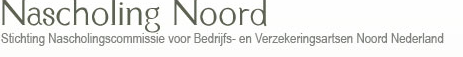 Nascholing Noord
Stichting Nascholingscommissie voor Bedrijfs- en Verzekeringsartsen Noord Nederland